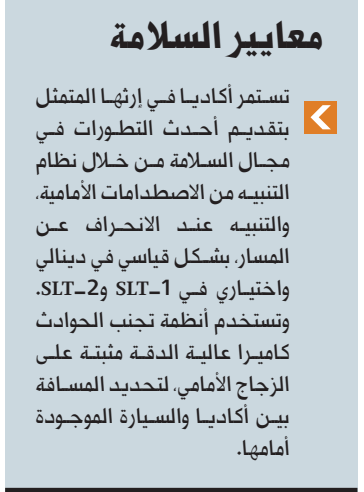 معايير السلامة
تستمر أكاديا في إرثها المتمثل
بتقديم أحدث التطورات في
مجال السلامة من خلال نظام
التنبيه من الاصطدامات الأمامية،
والتنبيه عند الانحراف عن
المسار، بشكل قياسي في دينالي
واختياري في SLT-1 وSLT-2.
وتستخدم أنظمة تجنب الحوادث
كاميرا عالية الدقة مثبتة على
الزجاج الأمامي، لتحديد المسافة
بين أكاديا والسيارة الموجودة
أمامها.